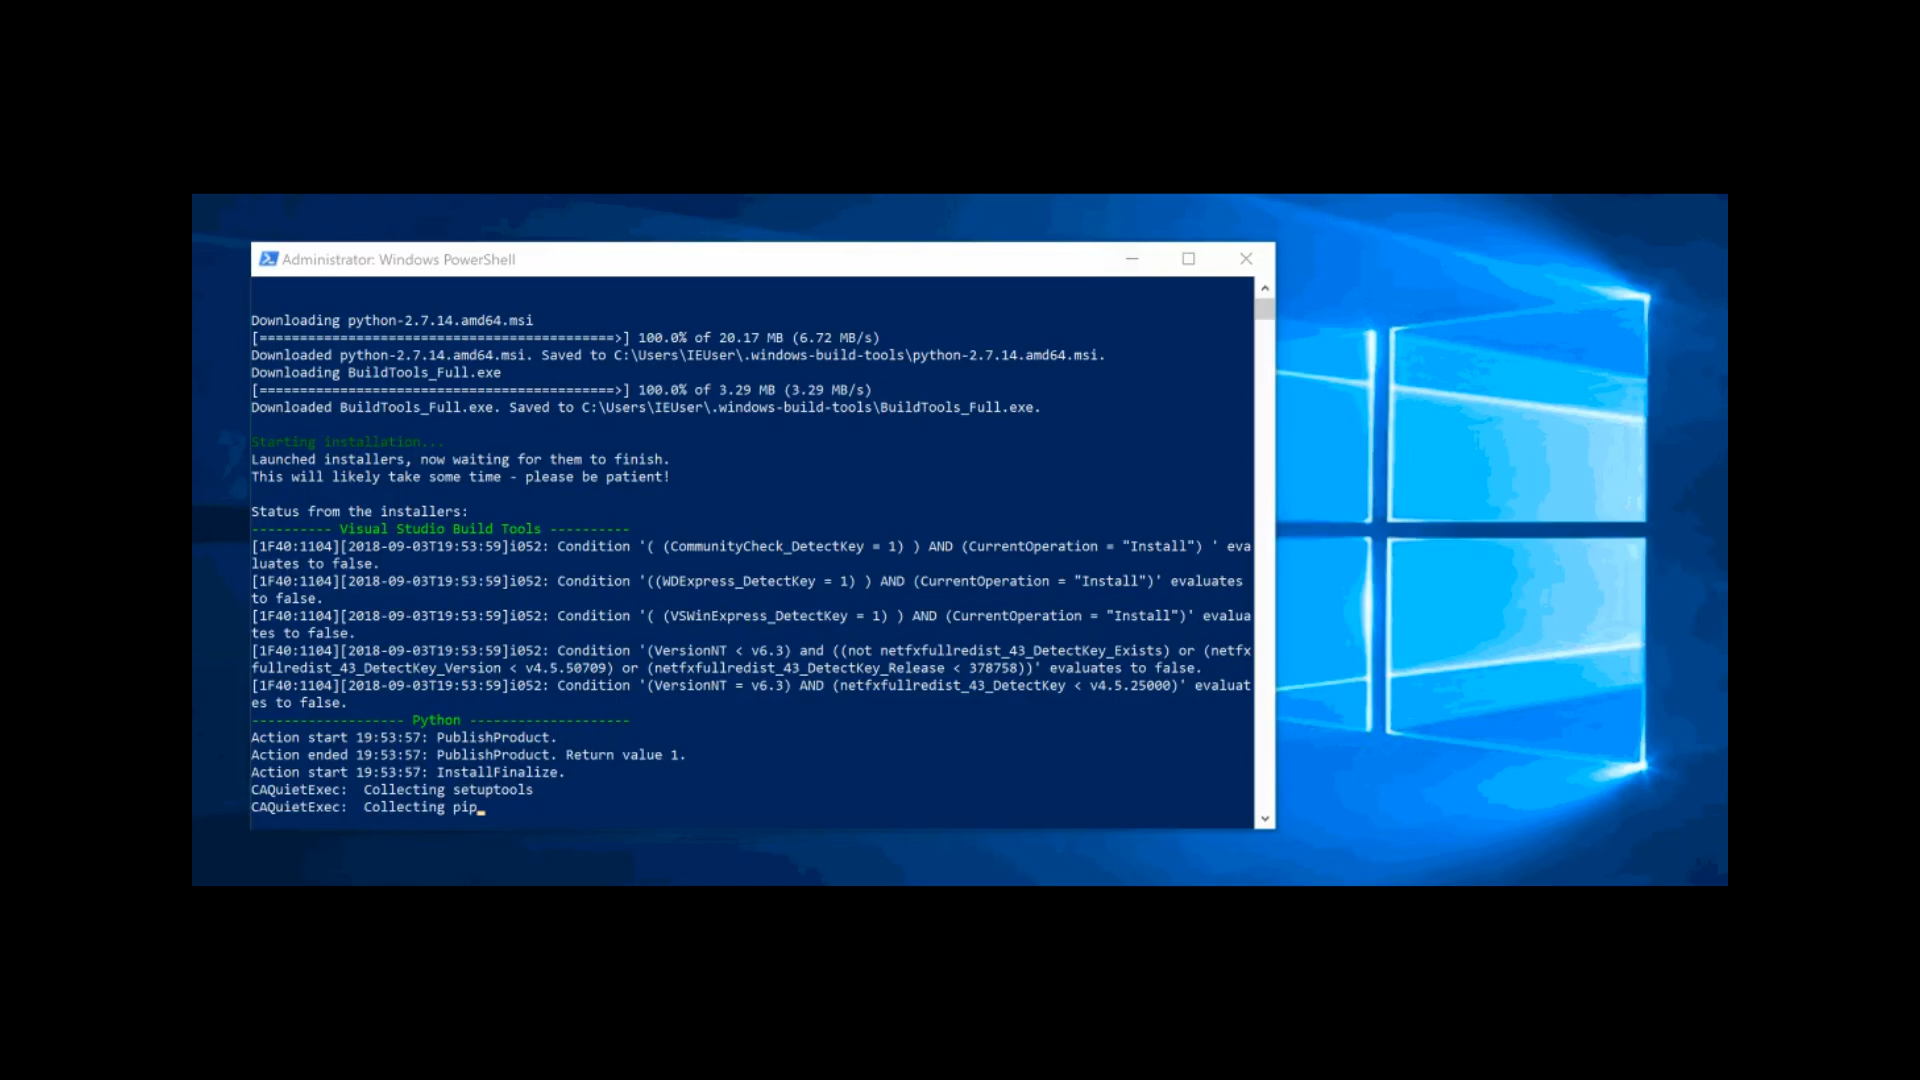 Administrator: Windows PowerShell
Downloading python-2.7.14.amd64.msi
[============================================>] 100.0% of 20.17 MB (6.72 MB/s)
Downloaded python-2.7.14.amd64.msi. Saved to C:\Users\IEUser\.windows-build-tools\python-2.7.14.amd64.msi.
Downloading BuildTools_Full.exe
[============================================>] 100.0% of 3.29 MB (3.29 MB/s)
Downloaded BuildTools_Full.exe. Saved to C:\Users\IEUser\.windows-build-tools\BuildTools_Full.exe.
Starting installation...
Launched installers, now waiting for them to finish.
This will likely take some time - please be patient!
Status from the installers:
---------- Visual Studio Build Tools ----------
[1F40:1104][2018-09-03T19:53:59]i052: Condition '( (CommunityCheck_DetectKey = 1) ) AND (CurrentOperation = "Install") ' eva
luates to false.
[1F40:1104][2018-09-03T19:53:59]i052: Condition '((WDExpress_DetectKey = 1) ) AND (CurrentOperation = "Install")' evaluates
to false.
[1F40:1104][2018-09-03T19:53:59]i052: Condition '( (VSWinExpress_DetectKey = 1) ) AND (CurrentOperation = "Install")' evalua
tes to false.
[1F40:1104][2018-09-03T19:53:59]i052: Condition '(VersionNT < v6.3) and ((not netfxfullredist_43_DetectKey_Exists) or (netfx
fullredist_43_DetectKey_Version < v4.5.50709) or (netfxfullredist_43_DetectKey_Release < 378758))' evaluates to false.
[1F40:1104][2018-09-03T19:53:59]i052: Condition '(VersionNT = v6.3) AND (netfxfullredist_43_DetectKey < v4.5.25000)' evaluat
es to false.
------------------- Python --------------------
Action start 19:53:57: PublishProduct.
Action ended 19:53:57: PublishProduct. Return value 1.
Action start 19:53:57: InstallFinalize.
CAQuietExec:  Collecting setuptools
CAQuietExec:  Collecting pip